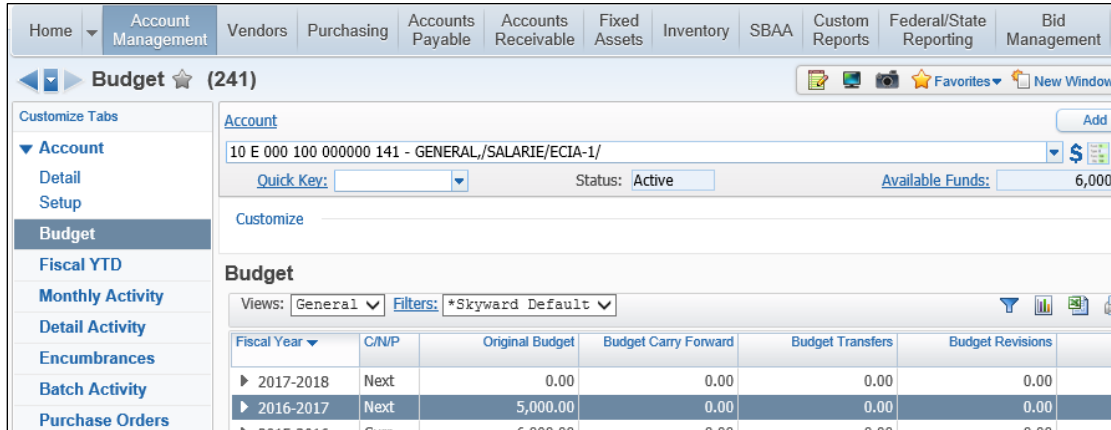 Home Account Management Vendors Purchasing Accounts Payable Accounts Receivable Fixed Assets Inventory SBAA Custom Reports Federal/State Reporting Bid Management
Budget (241) Favorites New Window
Customize Tabs
Account
Detail
Setup
Budget
Fiscal YTD
Monthly Activity
Detail Activity
Encumbrances
Batch Activity
Purchase Orders
Account Add
10 E 000 100 000000 141 - GENERAL,/SALARIE/ECIA-1/ $
Quick Key: Status: Active Available Funds: 6,000
Customize
Budget
Views: General Filters: *Skyward Default
Fiscal Year C/N/P Original Budget Budget Carry Forward Budget Transfers Budget Revisions
2017-2018 Next 0.00 0.00 0.00 0.00
2016-2017 Next 5,000.00 0.00 0.00 0.00